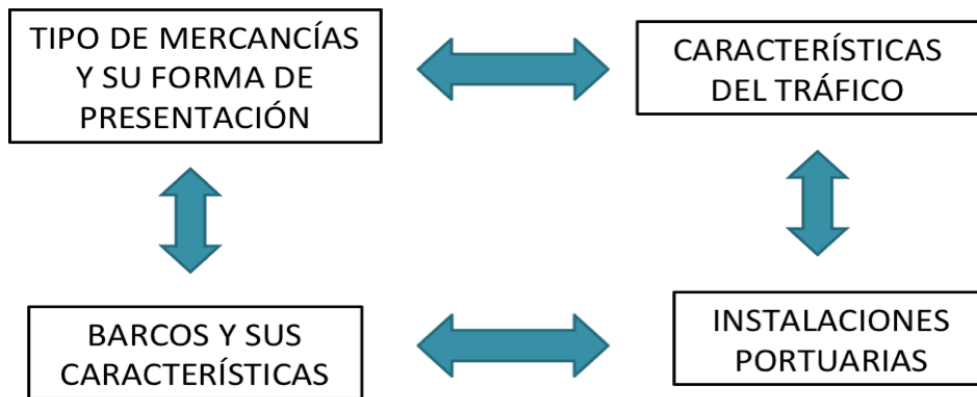 TIPO DE MERCANCÍAS
Y SU FORMA DE
PRESENTACIÓN
CARACTERÍSTICAS
DEL TRÁFICO
BARCOS Y SUS
CARACTERÍSTICAS
INSTALACIONES
PORTUARIAS